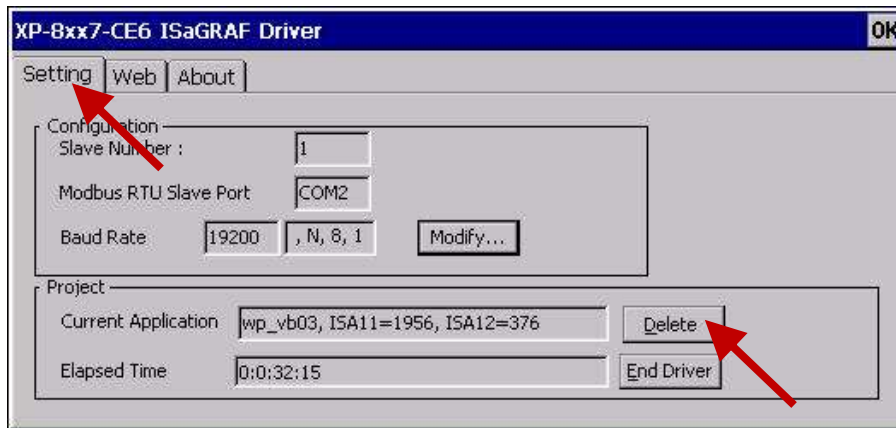 XP-8xx7-CE6 ISaGRAF Driver OK
Setting Web About
Configuration
Slave Number : 1
Modbus RTU Slave Port COM2
Baud Rate 19200 , N, 8, 1 Modify...
Project
Current Application wp_vb03, ISA11=1956, ISA12=376 Delete
Elapsed Time 0:0:32:15 End Driver